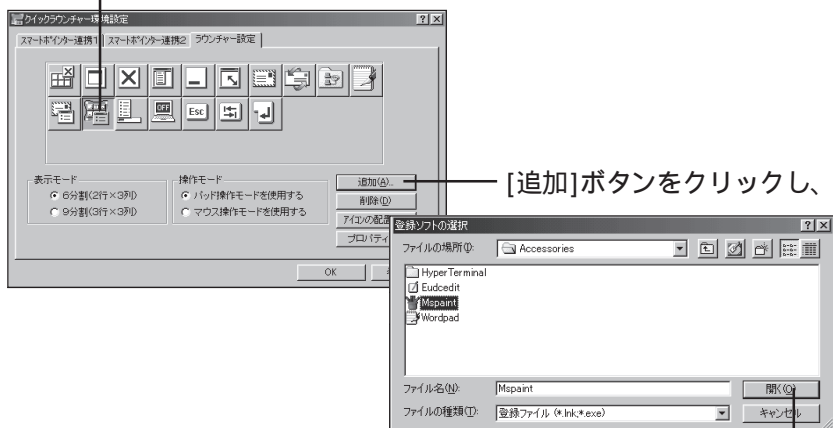 クイックラウンチャー環境設定
スマートポインター連携1 スマートポインター連携2 ラウンチャー設定
OFF
Esc
表示モード
6分割(2行×3列)
9分割(3行×3列)
操作モード
パッド操作モードを使用する
マウス操作モードを使用する
追加(A)...
削除(D)
アイコンの配置
プロパティ
OK
[追加]ボタンをクリックし、
登録ソフトの選択
ファイルの場所(I): Accessories
HyperTerminal
Eudcedit
Mspaint
Wordpad
ファイル名(N): Mspaint 開く(O)
ファイルの種類(T): 登録ファイル (*.lnk;*.exe) キャンセル